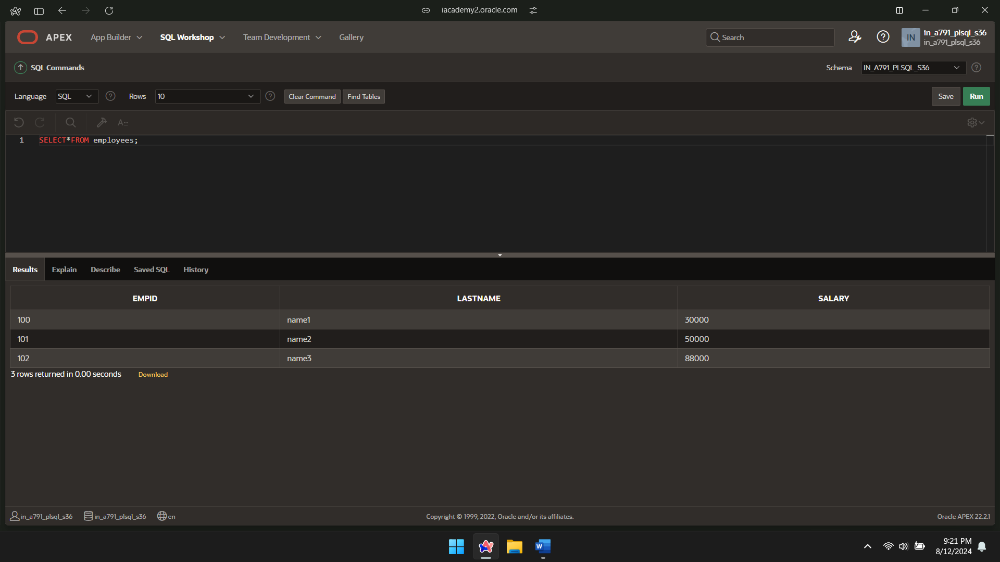 iacademy2.oracle.com
APEX App Builder SQL Workshop Team Development Gallery Search IN in_a791_plsql_s36
in_a791_plsql_s36
SQL Commands Schema IN_A791_PLSQL_S36
Language SQL Rows 10 Clear Command Find Tables Save Run
A::
1 SELECT*FROM employees;
Results Explain Describe Saved SQL History
EMPID LASTNAME SALARY
100 name1 30000
101 name2 50000
102 name3 88000
3 rows returned in 0.00 seconds Download
in_a791_plsql_s36 in_a791_plsql_s36 en Copyright © 1999, 2022, Oracle and/or its affiliates. Oracle APEX 22.2.1
W 9:21 PM
8/12/2024